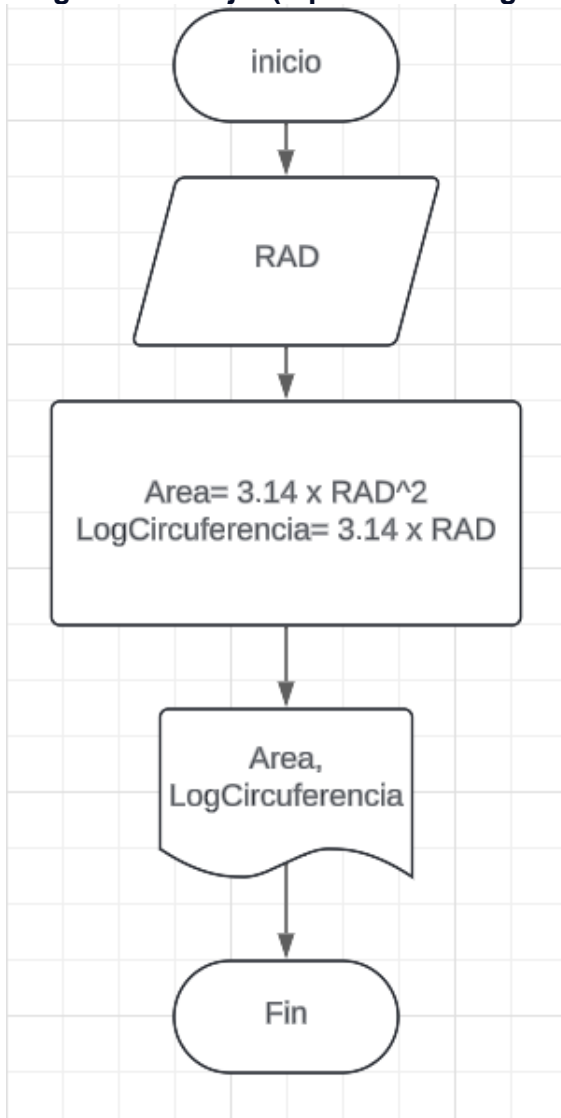 inicio
RAD
Area= 3.14 x RAD^2
LogCircuferencia= 3.14 x RAD
Area,
LogCircuferencia
Fin